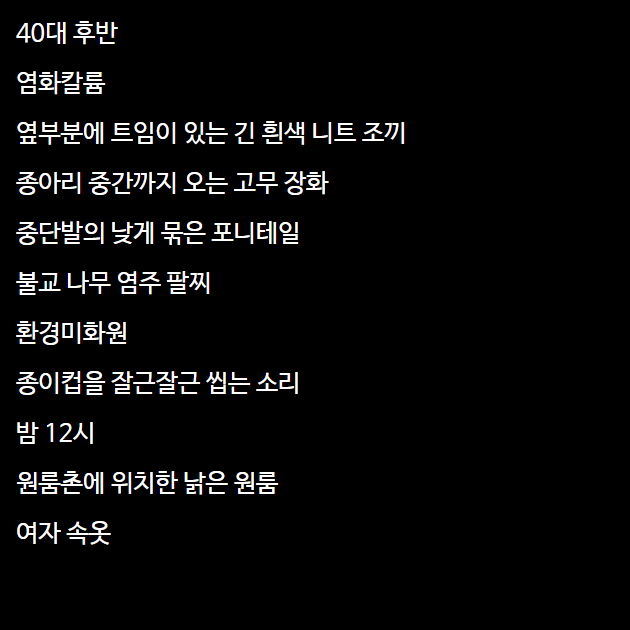 40대 후반
염화칼륨
옆부분에 트임이 있는 긴 흰색 니트 조끼
종아리 중간까지 오는 고무 장화
중단발의 낮게 묶은 포니테일
불교 나무 염주 팔찌
환경미화원
종이컵을 잘근잘근 씹는 소리
밤 12시
원룸촌에 위치한 낡은 원룸
여자 속옷